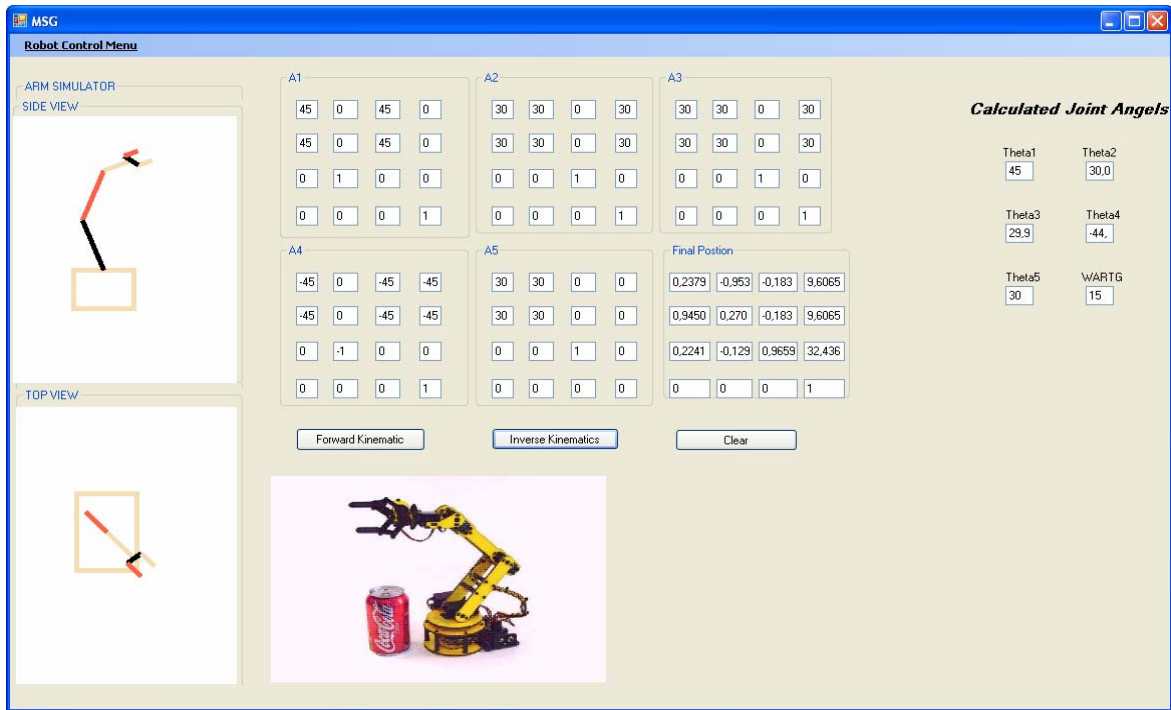 MSG
Robot Control Menu
ARM SIMULATOR
SIDE VIEW
TOP VIEW
A1
45 0 45 0
45 0 45 0
0 1 0 0
0 0 0 1
A2
30 30 0 30
30 30 0 30
0 0 1 0
0 0 0 1
A3
30 30 0 30
30 30 0 30
0 0 1 0
0 0 0 1
A4
-45 0 -45 -45
-45 0 -45 -45
0 -1 0 0
0 0 0 1
A5
30 30 0 0
30 30 0 0
0 0 1 0
0 0 0 0
Final Postion
0,2379 -0,953 -0,183 9,6065
0,9450 0,270 -0,183 9,6065
0,2241 -0,129 0,9659 32,436
0 0 0 1
Forward Kinematic
Inverse Kinematics
Clear
Coca-Cola
Calculated Joint Angels
Theta1 Theta2
45 30,0
Theta3 Theta4
29,9 -44,
Theta5 WARTG
30 15